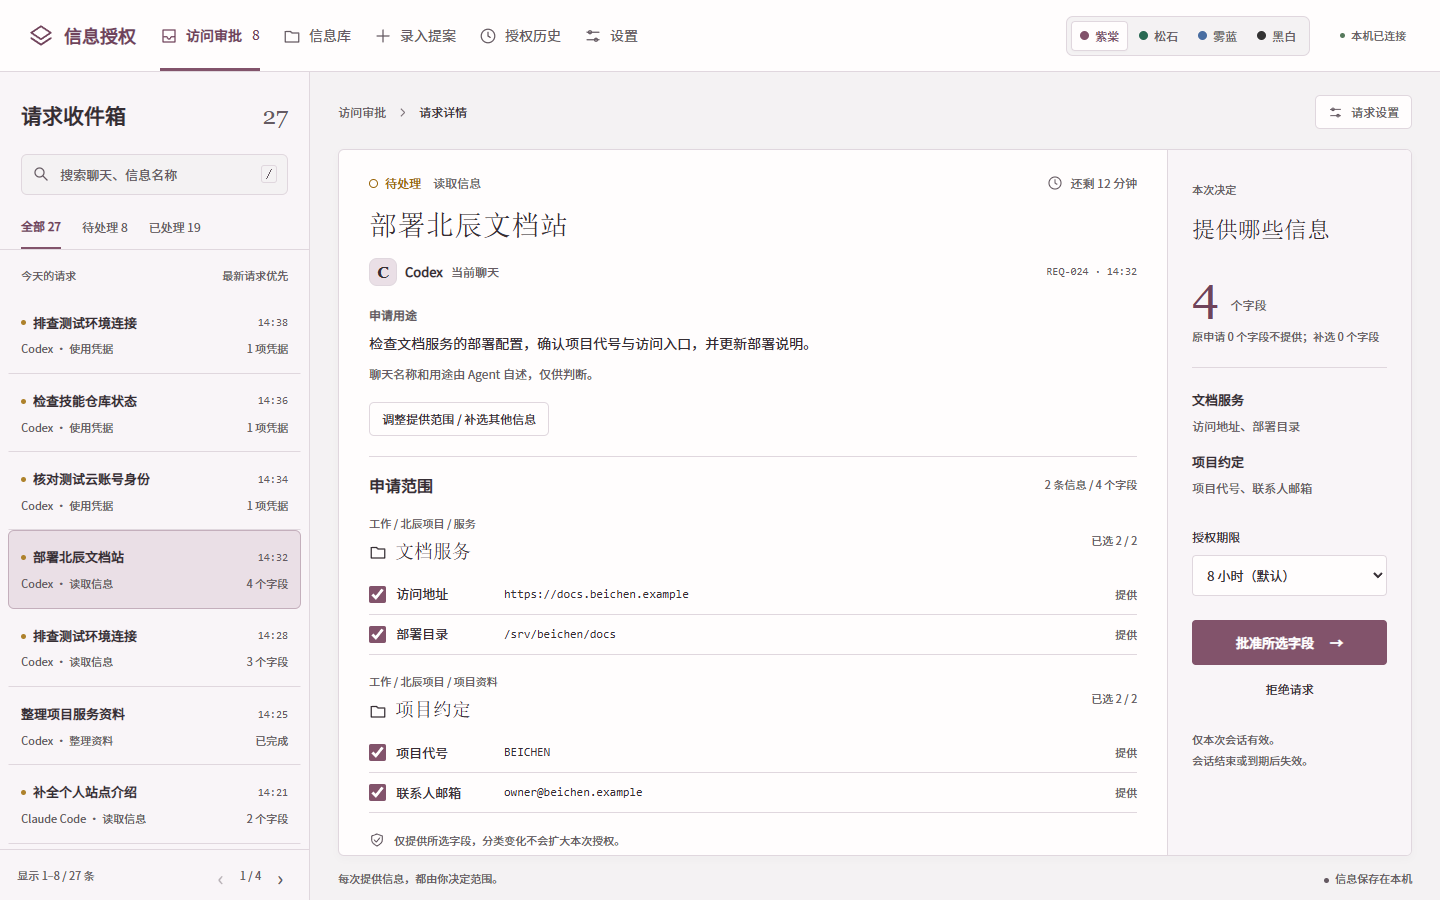 信息授权
访问审批 8
信息库
录入提案
授权历史
设置
紫棠
松石
雾蓝
黑白
本机已连接
请求收件箱 27
搜索聊天、信息名称 /
全部 27 待处理 8 已处理 19
今天的请求 最新请求优先
排查测试环境连接 14:38
Codex · 使用凭据 1 项凭据
检查技能仓库状态 14:36
Codex · 使用凭据 1 项凭据
核对测试云账号身份 14:34
Codex · 使用凭据 1 项凭据
部署北辰文档站 14:32
Codex · 读取信息 4 个字段
排查测试环境连接 14:28
Codex · 读取信息 3 个字段
整理项目服务资料 14:25
Codex · 整理资料 已完成
补全个人站点介绍 14:21
Claude Code · 读取信息 2 个字段
显示 1–8 / 27 条 ‹ 1 / 4 ›
访问审批 > 请求详情
请求设置
待处理 读取信息 还剩 12 分钟
部署北辰文档站
C Codex 当前聊天 REQ-024 · 14:32
申请用途
检查文档服务的部署配置，确认项目代号与访问入口，并更新部署说明。
聊天名称和用途由 Agent 自述，仅供判断。
调整提供范围 / 补选其他信息
申请范围 2 条信息 / 4 个字段
工作 / 北辰项目 / 服务
文档服务 已选 2 / 2
访问地址 https://docs.beichen.example 提供
部署目录 /srv/beichen/docs 提供
工作 / 北辰项目 / 项目资料
项目约定 已选 2 / 2
项目代号 BEICHEN 提供
联系人邮箱 owner@beichen.example 提供
仅提供所选字段，分类变化不会扩大本次授权。
本次决定
提供哪些信息
4 个字段
原申请 0 个字段不提供；补选 0 个字段
文档服务
访问地址、部署目录
项目约定
项目代号、联系人邮箱
授权期限
8 小时（默认）
批准所选字段 →
拒绝请求
仅本次会话有效。
会话结束或到期后失效。
每次提供信息，都由你决定范围。
信息保存在本机